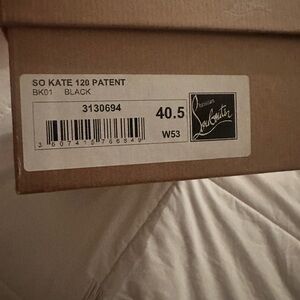 SO KATE 120 PATENT
BK01 BLACK
3130694
40.5
W53
Christian
Louboutin